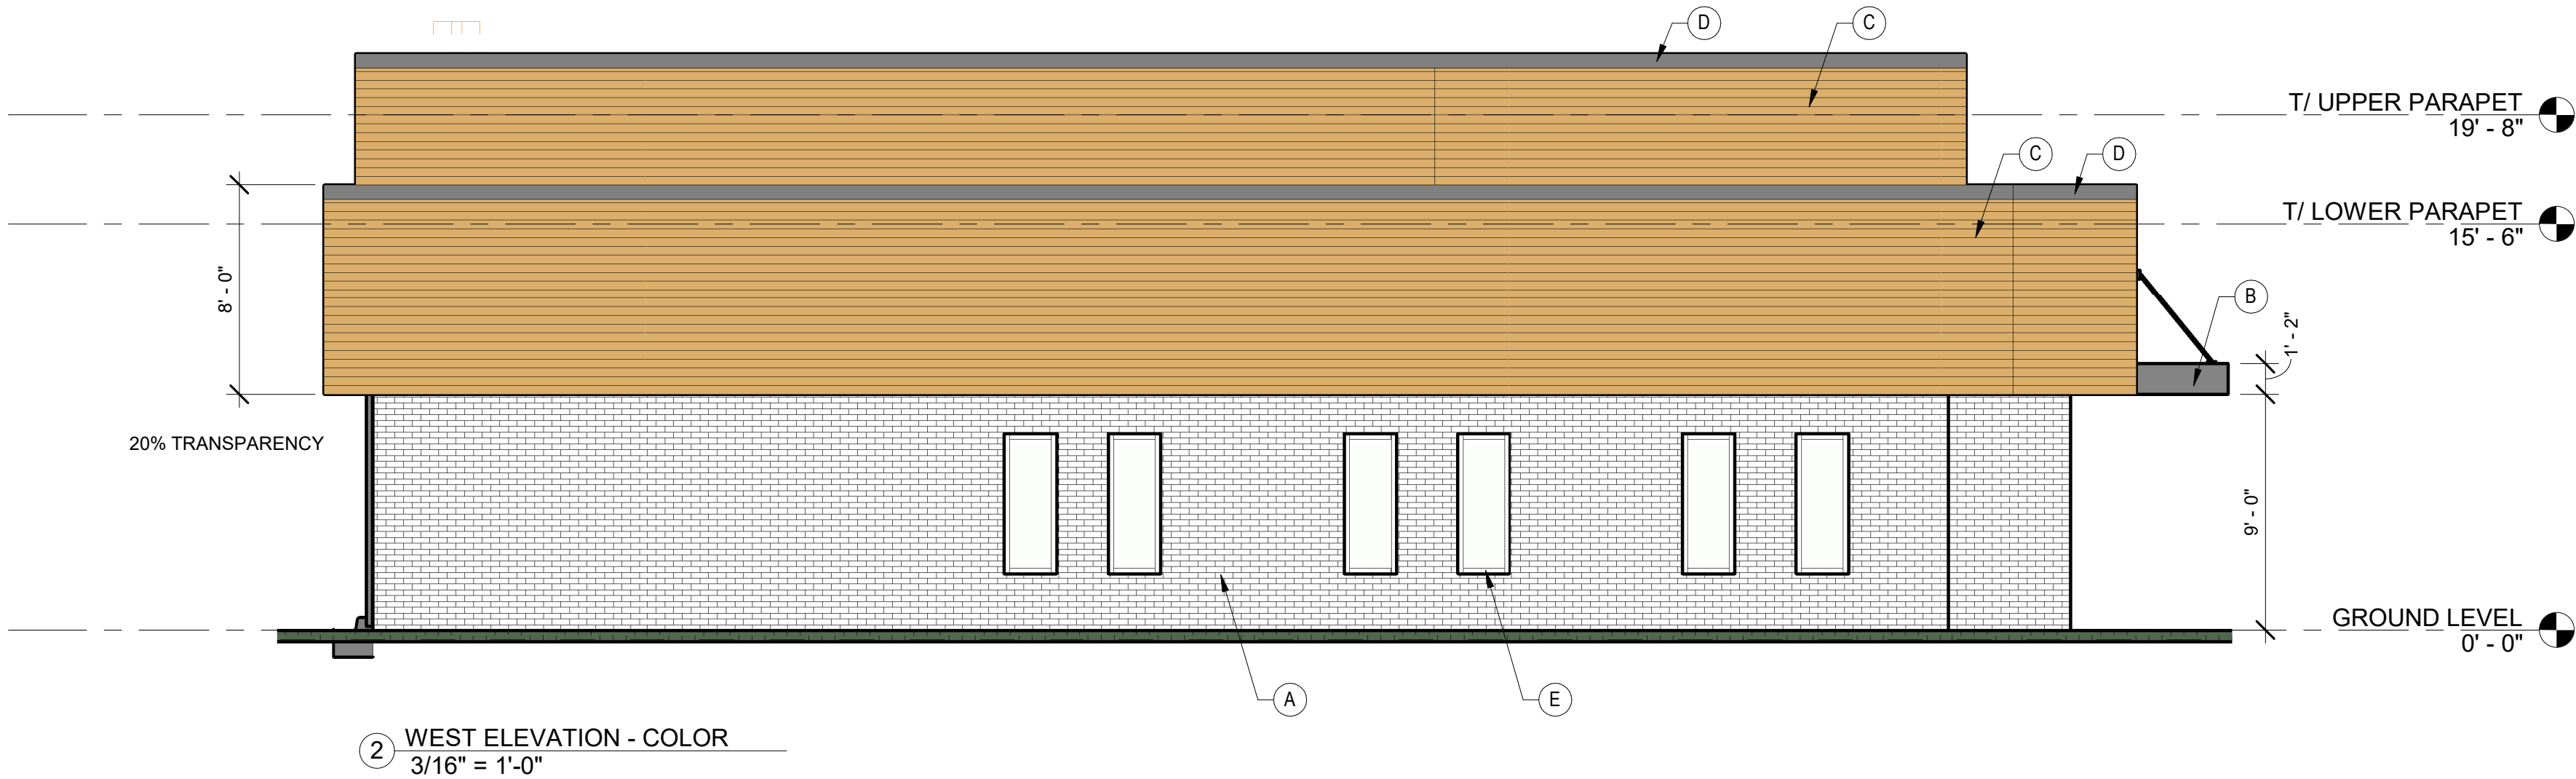 D
C
T/ UPPER PARAPET
19' - 8"
C
D
T/ LOWER PARAPET
15' - 6"
8' - 0"
B
1' - 2"
20% TRANSPARENCY
9' - 0"
GROUND LEVEL
0' - 0"
A
E
2
WEST ELEVATION - COLOR
3/16" = 1'-0"